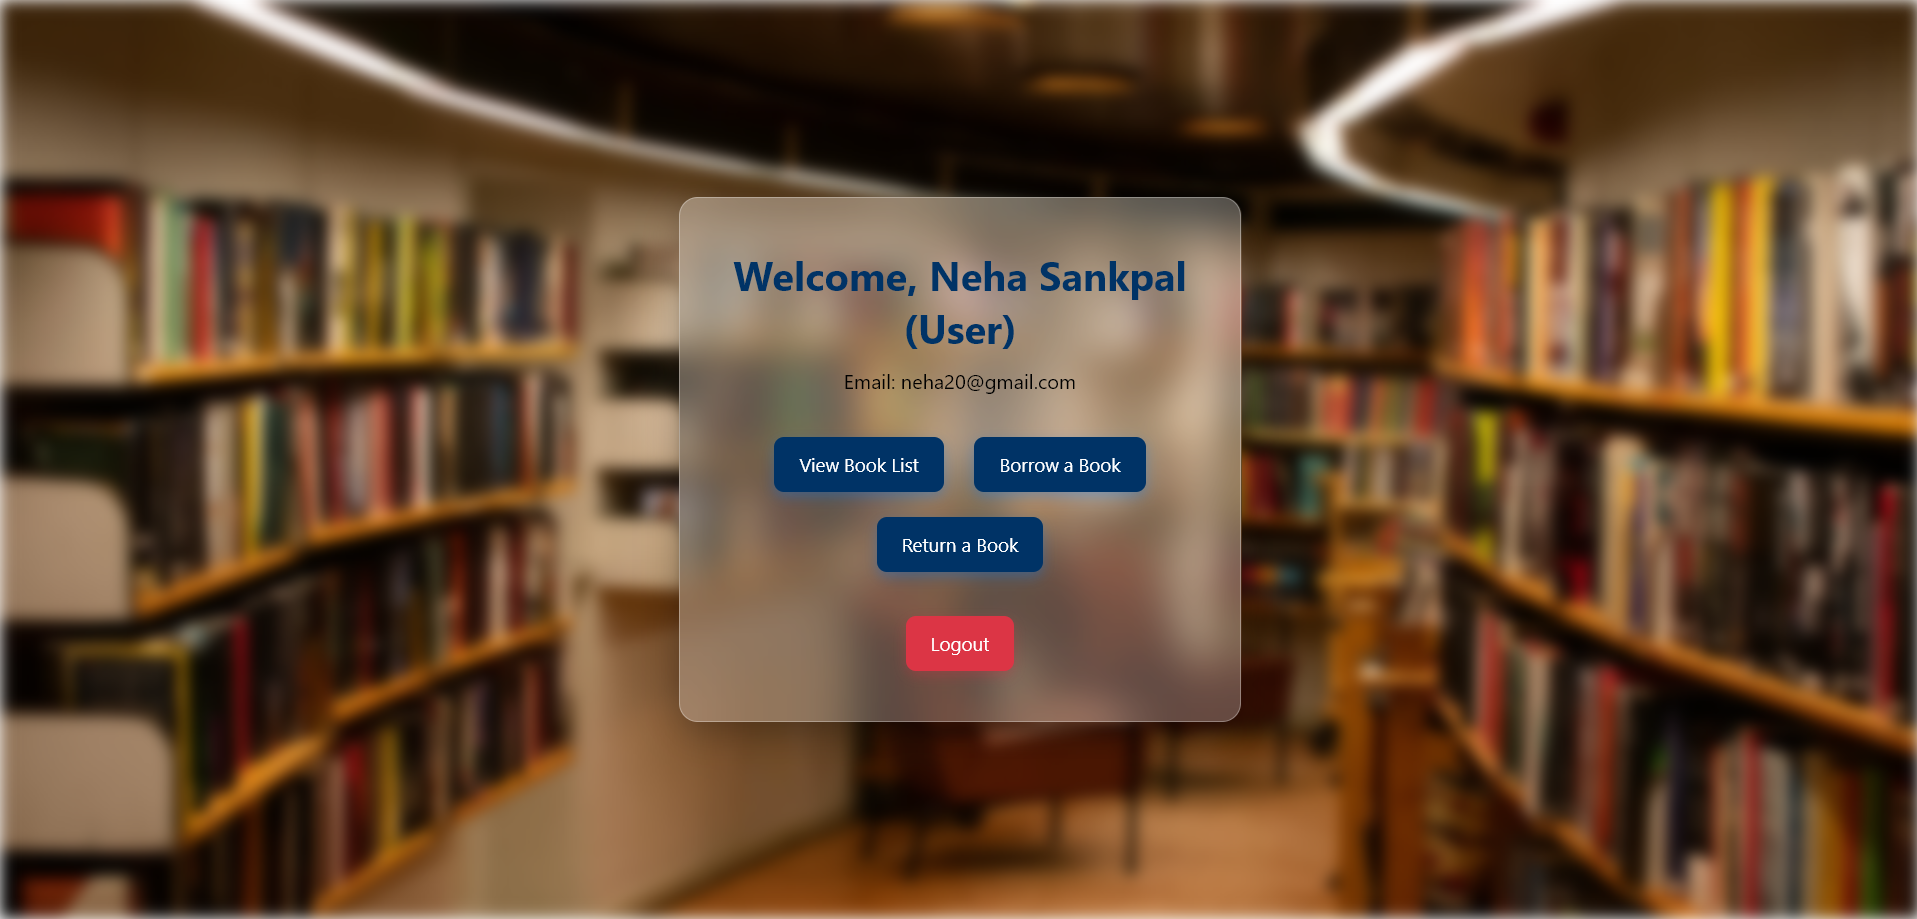 Welcome, Neha Sankpal
(User)
Email: neha20@gmail.com
View Book List
Borrow a Book
Return a Book
Logout